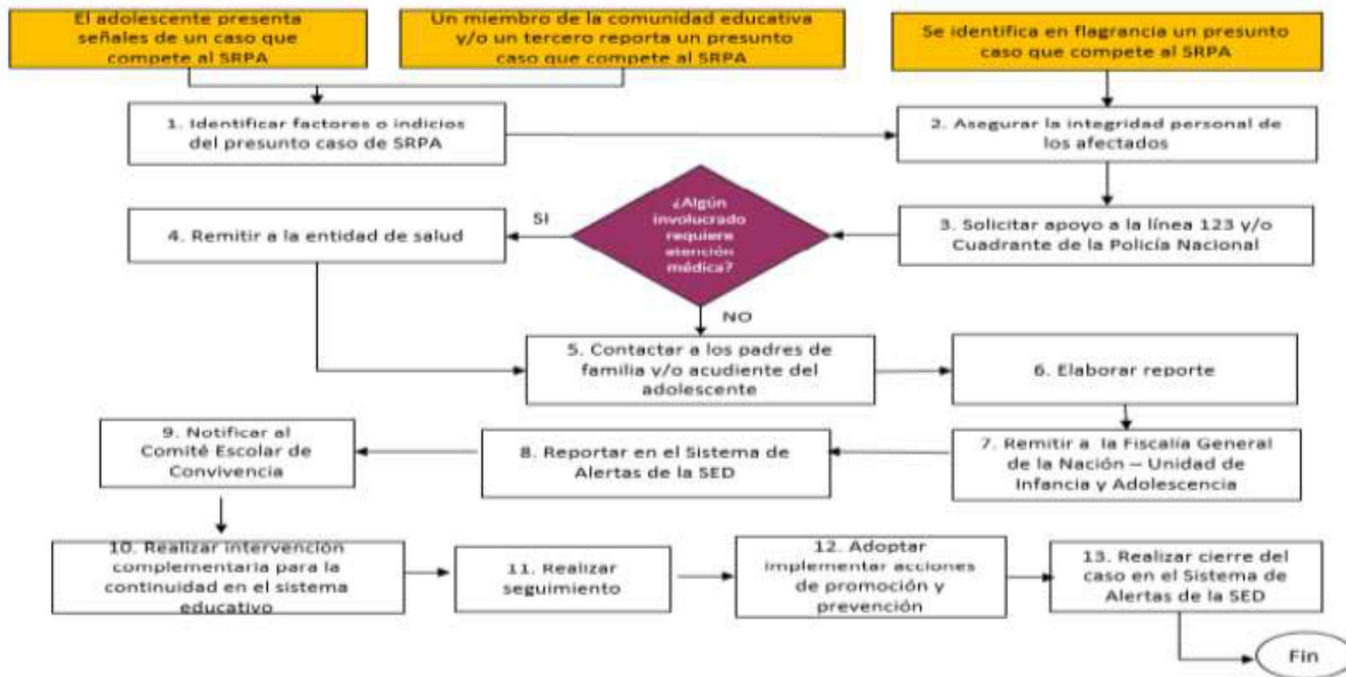 El adolescente presenta
señales de un caso que
compete al SRPA
Un miembro de la comunidad educativa
y/o un tercero reporta un presunto
caso que compete al SRPA
Se identifica en flagrancia un presunto
caso que compete al SRPA
1. Identificar factores o indicios
del presunto caso de SRPA
2. Asegurar la integridad personal de
los afectados
3. Solicitar apoyo a la línea 123 y/o
Cuadrante de la Policía Nacional
¿Algún
involucrado
requiere
atención
médica?
SI
4. Remitir a la entidad de salud
NO
5. Contactar a los padres de
familia y/o acudiente del
adolescente
6. Elaborar reporte
7. Remitir a la Fiscalía General
de la Nación – Unidad de
Infancia y Adolescencia
8. Reportar en el Sistema de
Alertas de la SED
9. Notificar al
Comité Escolar de
Convivencia
10. Realizar intervención
complementaria para la
continuidad en el sistema
educativo
11. Realizar
seguimiento
12. Adoptar
implementar acciones
de promoción y
prevención
13. Realizar cierre del
caso en el Sistema de
Alertas de la SED
Fin